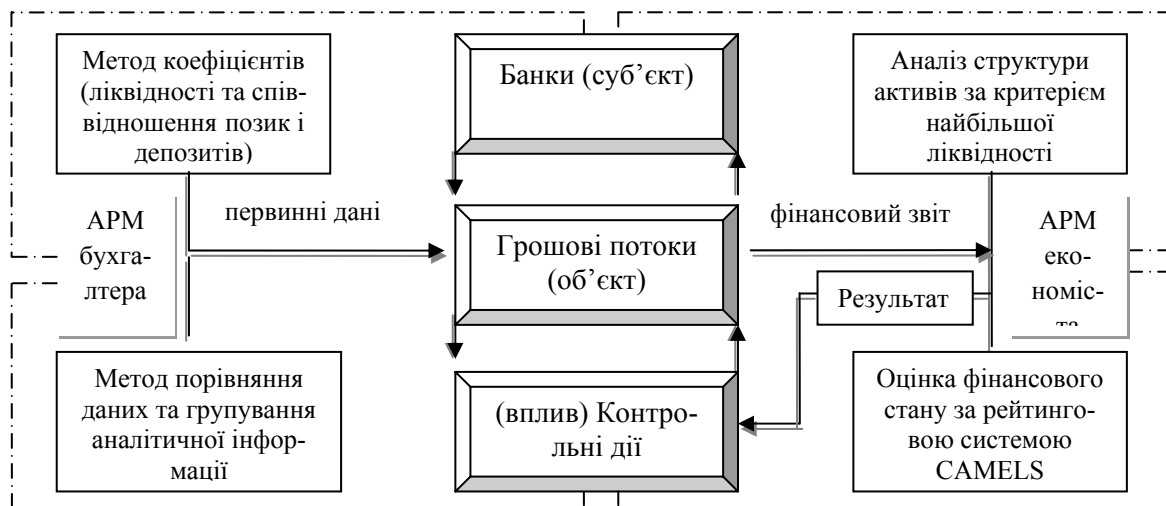 Метод коефіцієнтів
(ліквідності та спів-
відношення позик і
депозитів)
Банки (суб’єкт)
Аналіз структури
активів за критерієм
найбільшої
ліквідності
АРМ
бухга-
лтера
первинні дані
Грошові потоки
(об’єкт)
фінансовий звіт
АРМ
еко-
номіс-
та
Результат
Метод порівняння
даних та групування
аналітичної інфор-
мації
(вплив) Контро-
льні дії
Оцінка фінансового
стану за рейтинго-
вою системою
CAMELS